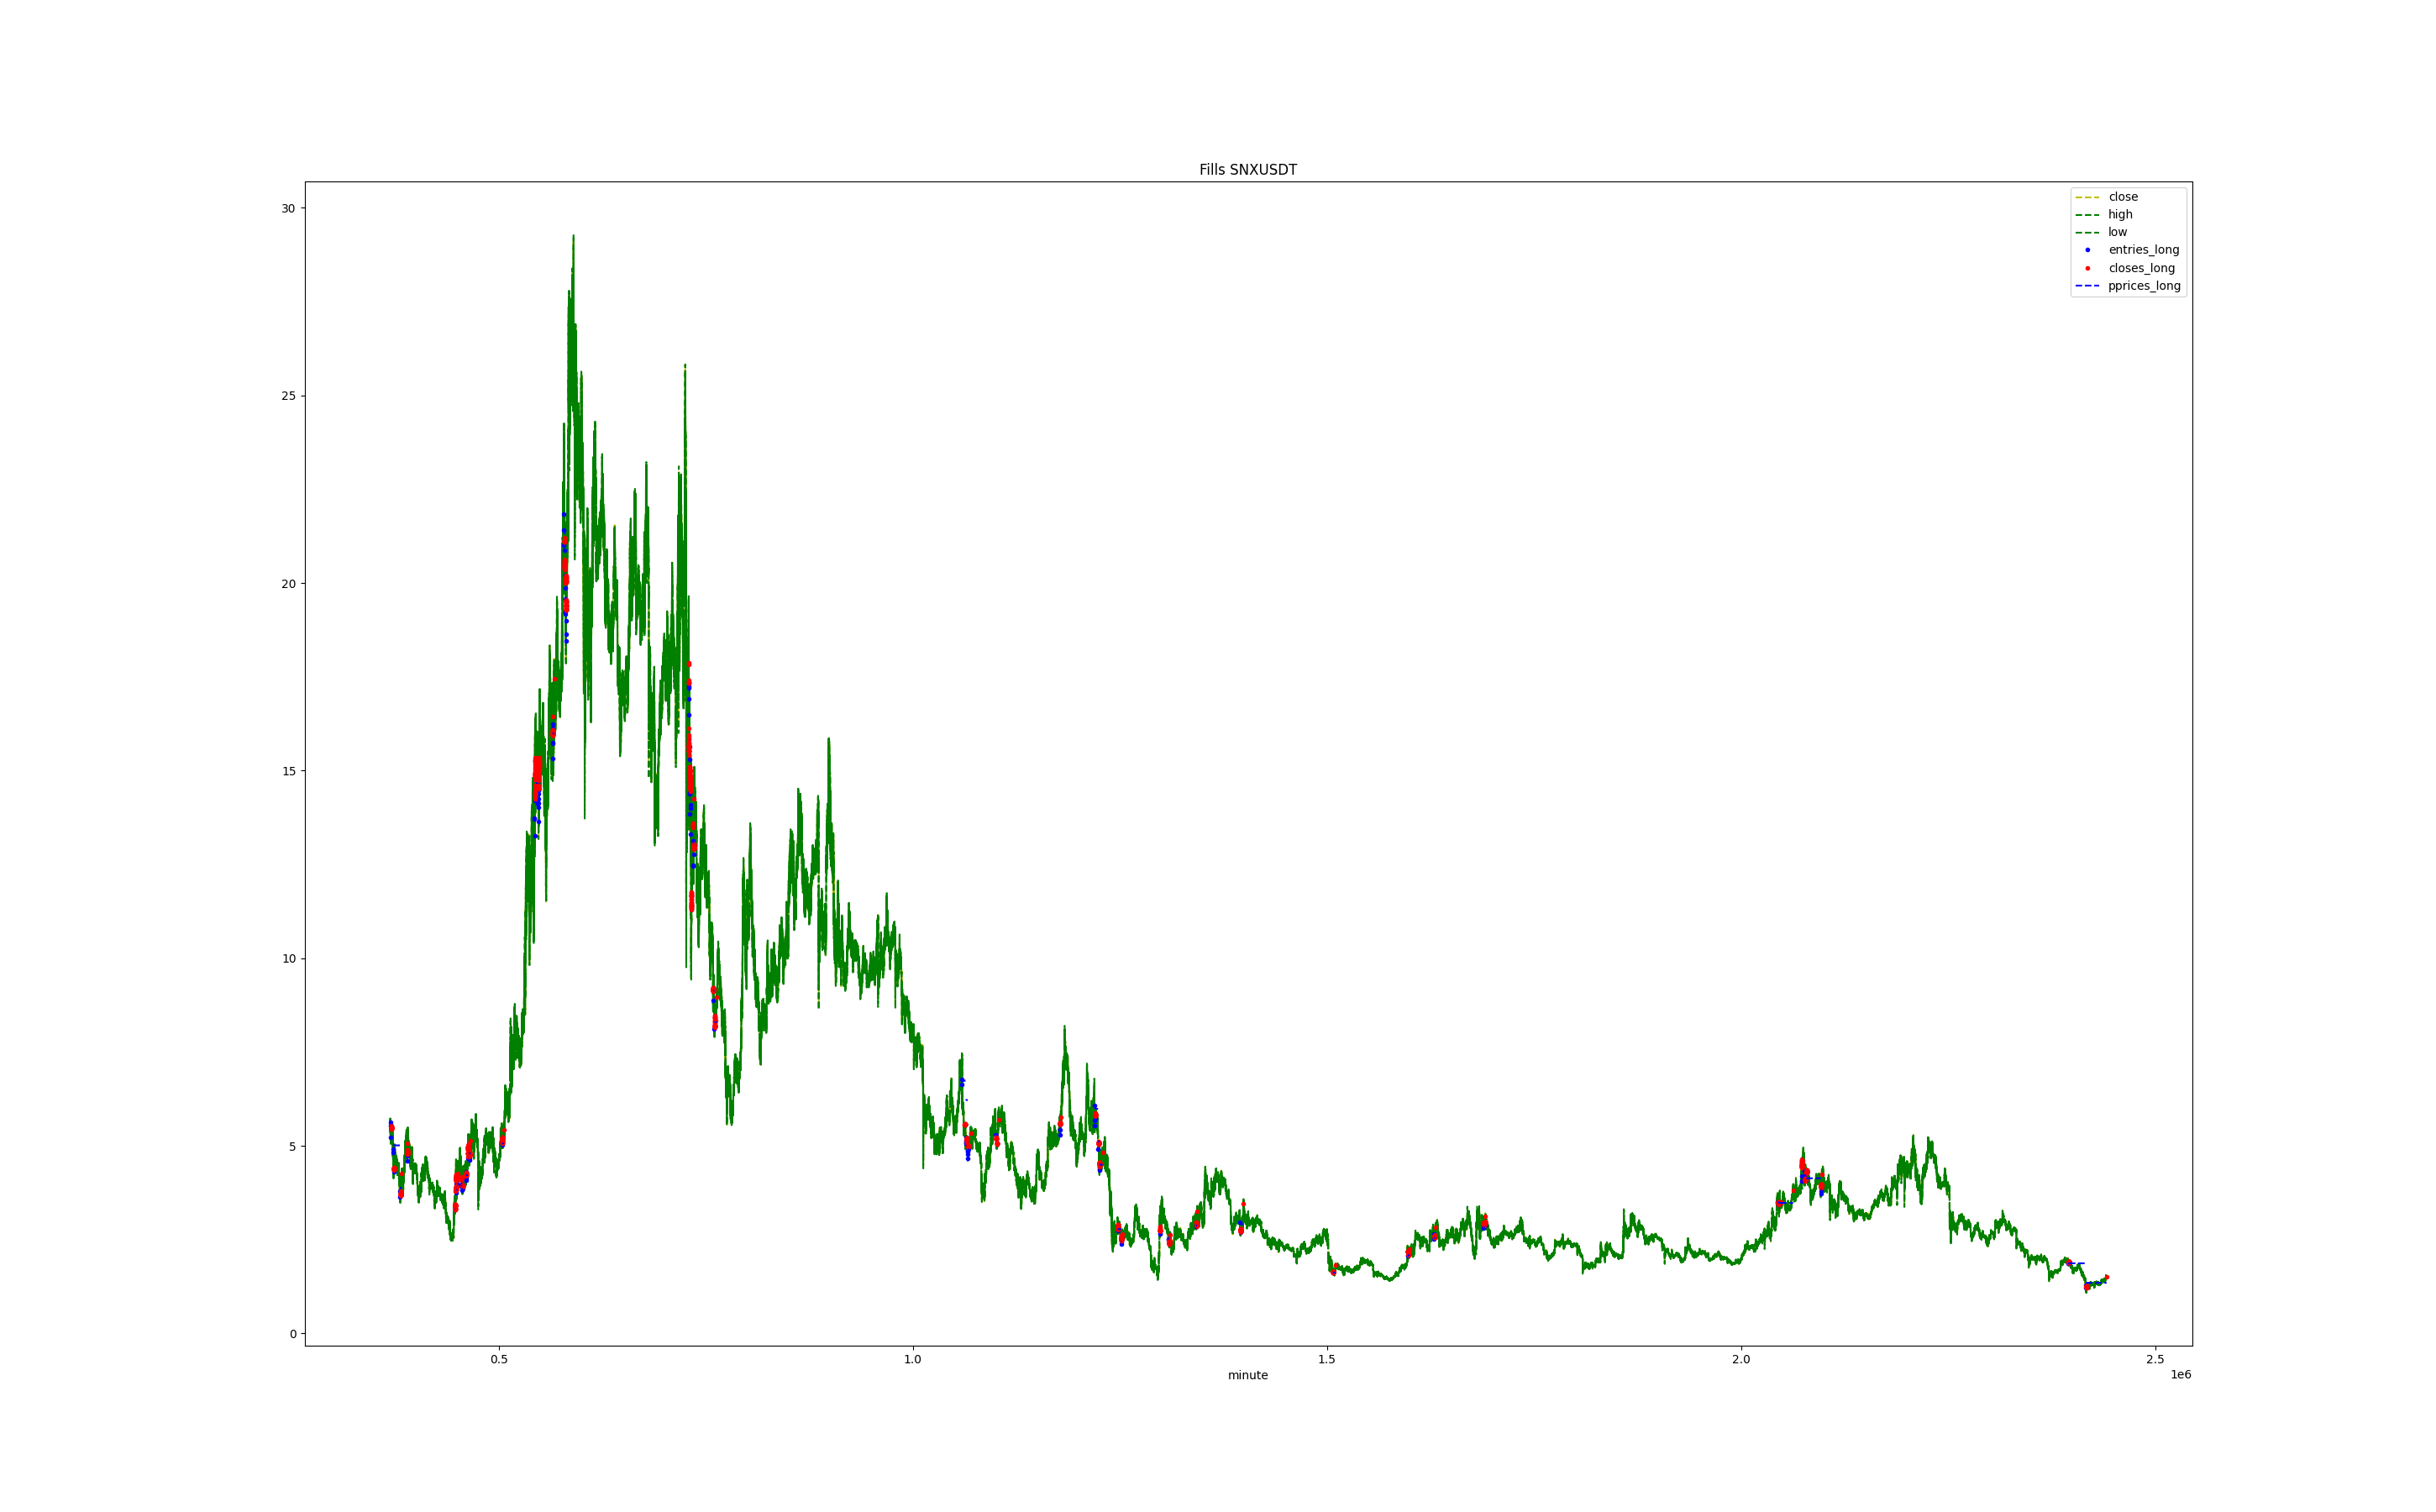 Fills SNXUSDT
close
high
low
entries_long
closes_long
pprices_long
30
25
20
15
10
5
0
0.5
1.0
1.5
2.0
2.5
minute
1e6